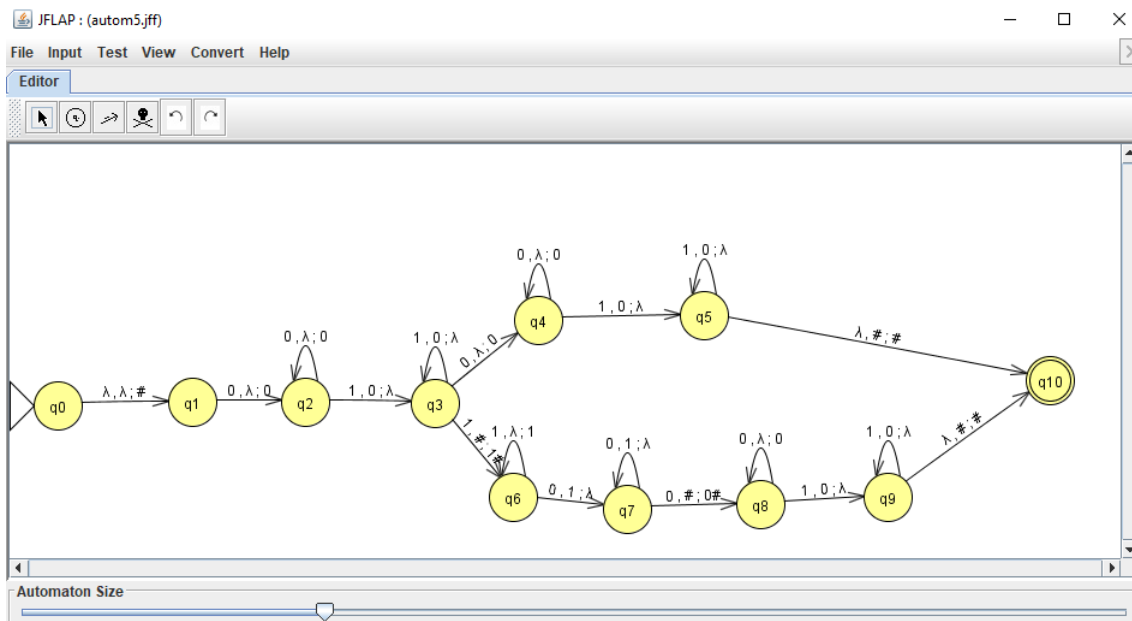 JFLAP : (autom5.jff)
File Input Test View Convert Help
Editor
0 , λ ; 0
1 , 0 ; λ
q4
1 , 0 ; λ
q5
λ , # ; #
0 , λ ; 0
1 , 0 ; λ
0 , λ ; 0
q10
q0
λ , λ ; #
q1
0 , λ ; 0
q2
1 , 0 ; λ
q3
1 , # ; 1#
1 , λ ; 1
0 , 1 ; λ
0 , λ ; 0
1 , 0 ; λ
λ , # ; #
q6
0 , 1 ; λ
q7
0 , # ; 0#
q8
1 , 0 ; λ
q9
Automaton Size